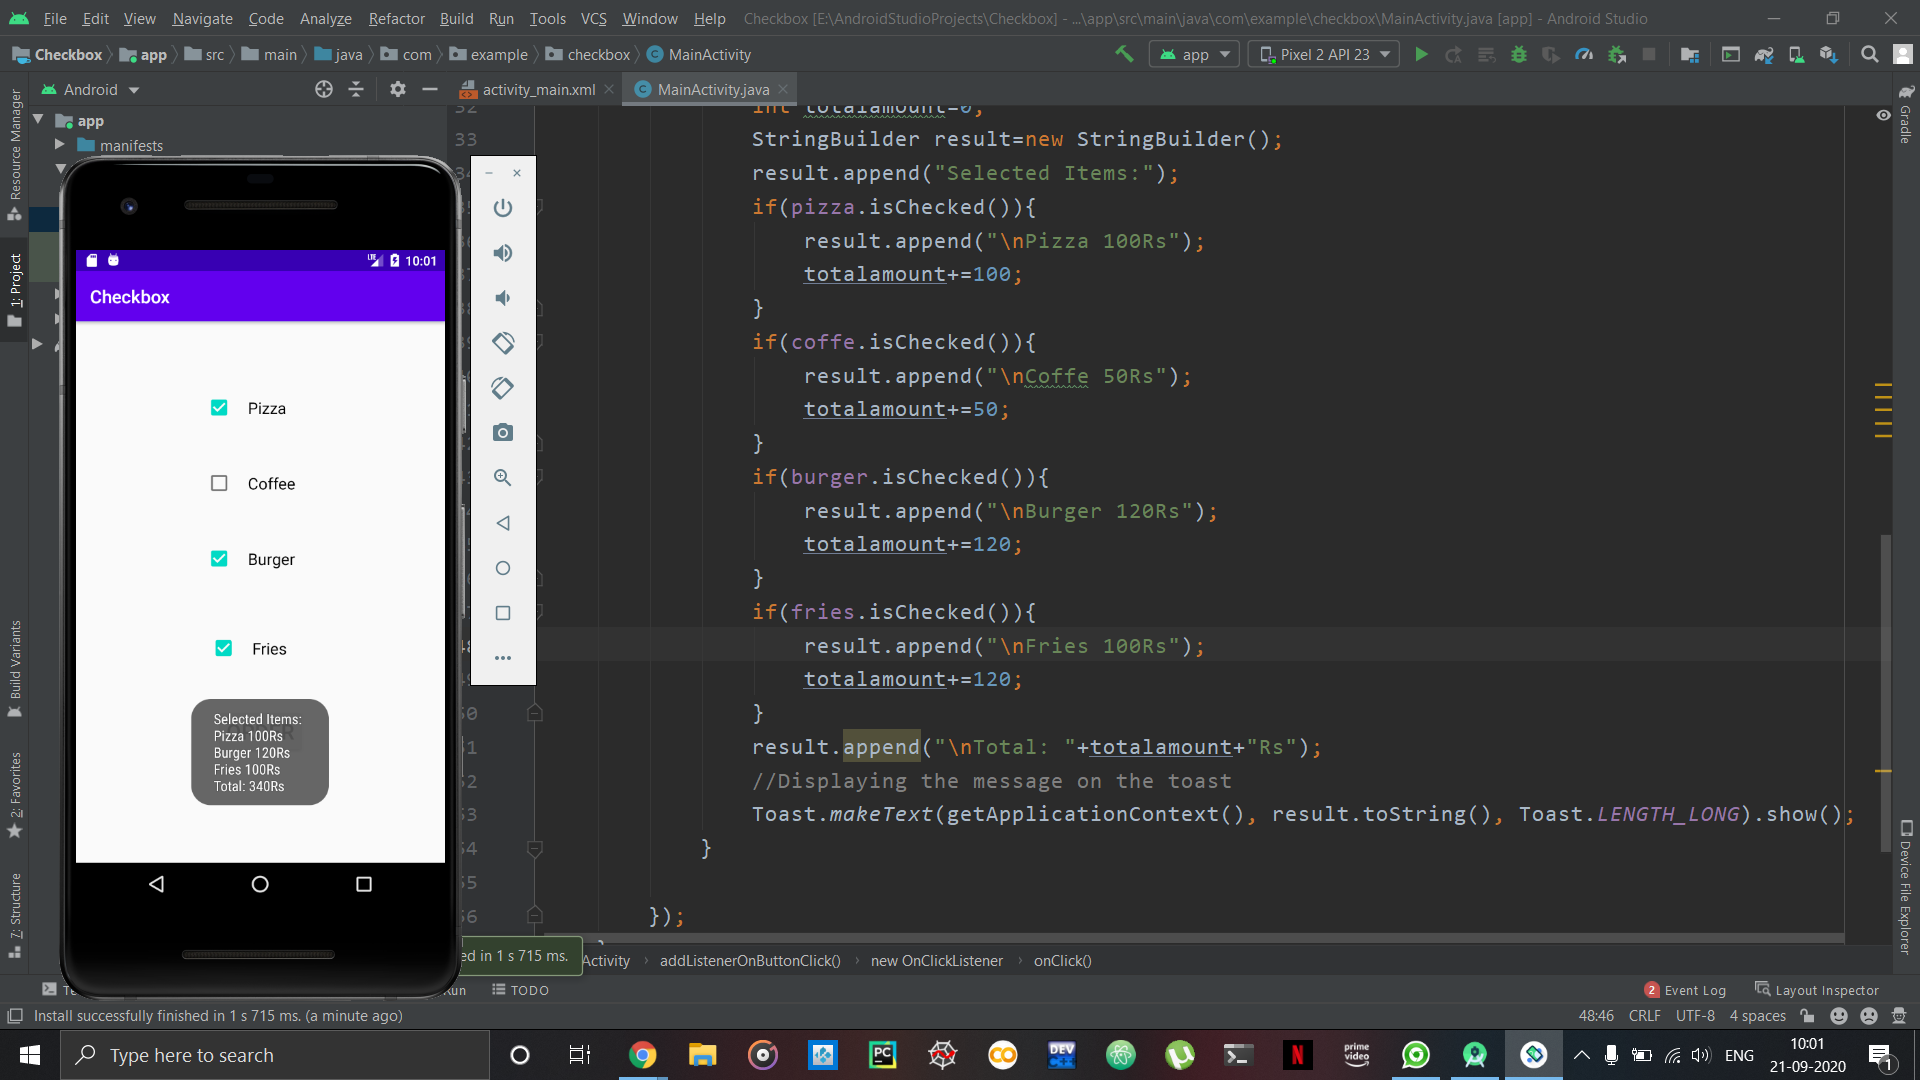 File Edit View Navigate Code Analyze Refactor Build Run Tools VCS Window Help Checkbox [E:\AndroidStudioProjects\Checkbox] - ...\app\src\main\java\com\example\checkbox\MainActivity.java [app] - Android Studio
Checkbox app src main java com example checkbox MainActivity app Pixel 2 API 23
Android activity_main.xml MainActivity.java
app
manifests
Resource Manager
1: Project
Build Variants
2: Favorites
7: Structure
Gradle
Device File Explorer
10:01
Checkbox
Pizza
Coffee
Burger
Fries
Selected Items:
Pizza 100Rs
Burger 120Rs
Fries 100Rs
Total: 340Rs
int totalamount=0;
33 StringBuilder result=new StringBuilder();
result.append("Selected Items:");
if(pizza.isChecked()){
result.append("\nPizza 100Rs");
totalamount+=100;
}
if(coffe.isChecked()){
result.append("\nCoffe 50Rs");
totalamount+=50;
}
if(burger.isChecked()){
result.append("\nBurger 120Rs");
totalamount+=120;
}
if(fries.isChecked()){
result.append("\nFries 100Rs");
totalamount+=120;
}
result.append("\nTotal: "+totalamount+"Rs");
//Displaying the message on the toast
Toast.makeText(getApplicationContext(), result.toString(), Toast.LENGTH_LONG).show();
}
});
ed in 1 s 715 ms.
Activity addListenerOnButtonClick() new OnClickListener onClick()
TODO 2 Event Log Layout Inspector
Install successfully finished in 1 s 715 ms. (a minute ago) 48:46 CRLF UTF-8 4 spaces
Type here to search DEV C++ PC N prime video ENG 10:01
21-09-2020
1